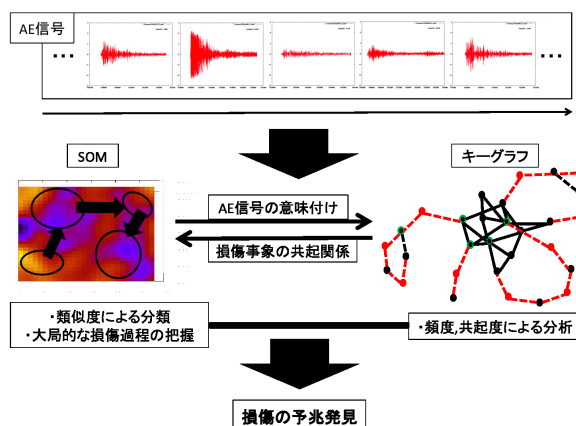 AE信号
SOM
キーグラフ
AE信号の意味付け
損傷事象の共起関係
・類似度による分類
・大局的な損傷過程の把握
・頻度,共起度による分析
損傷の予兆発見